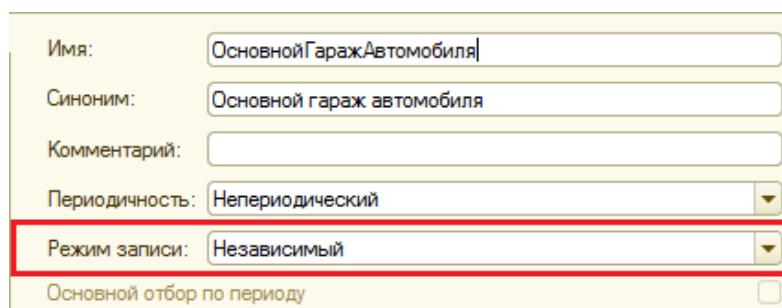 Имя: ОсновнойГаражАвтомобиля
Синоним: Основной гараж автомобиля
Комментарий:
Периодичность: Непериодический
Режим записи: Независимый
Основной отбор по периоду